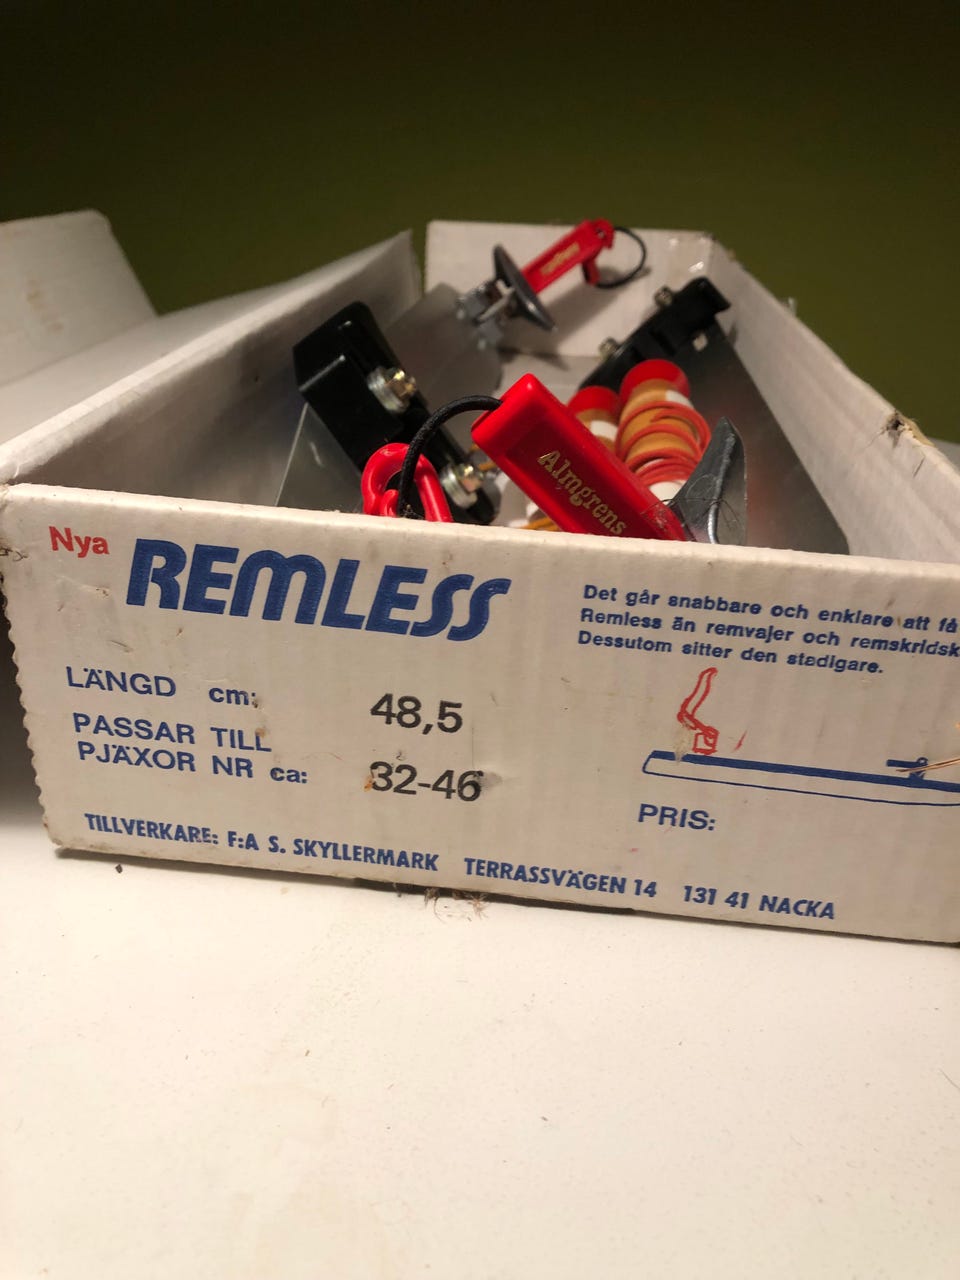 Almgrens
Nya REMLESS
LÄNGD cm: 48,5
PASSAR TILL
PJÄXOR NR ca: 32-46
TILLVERKARE: F:A S. SKYLLERMARK TERRASSVÄGEN 14 131 41 NACKA
Det går snabbare och enklare att få
Remless än remvajer och remskridsk
Dessutom sitter den stadigare.
PRIS: